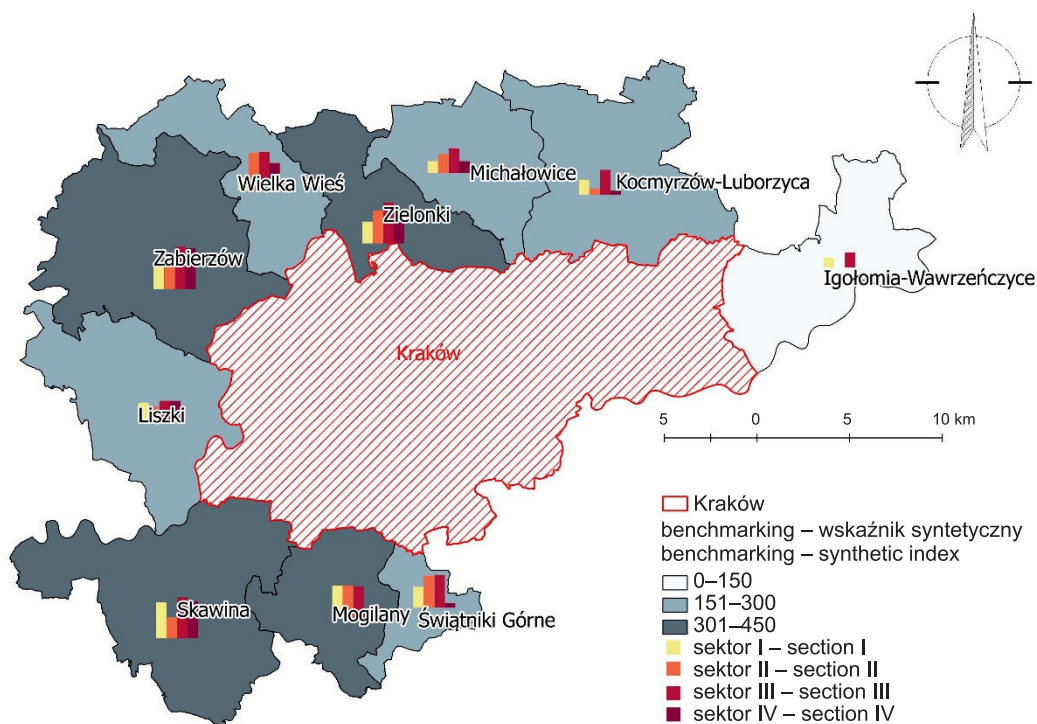 Wielka Wieś
Michałowice
Kocmyrzów-Luborzyca
Zielonki
Zabierzów
Igołomia-Wawrzeńczyce
Kraków
Liszki
5 0 5 10 km
Kraków
benchmarking – wskaźnik syntetyczny
benchmarking – synthetic index
0–150
151–300
301–450
sektor I – section I
sektor II – section II
sektor III – section III
sektor IV – section IV
Skawina
Mogilany
Świątniki Górne